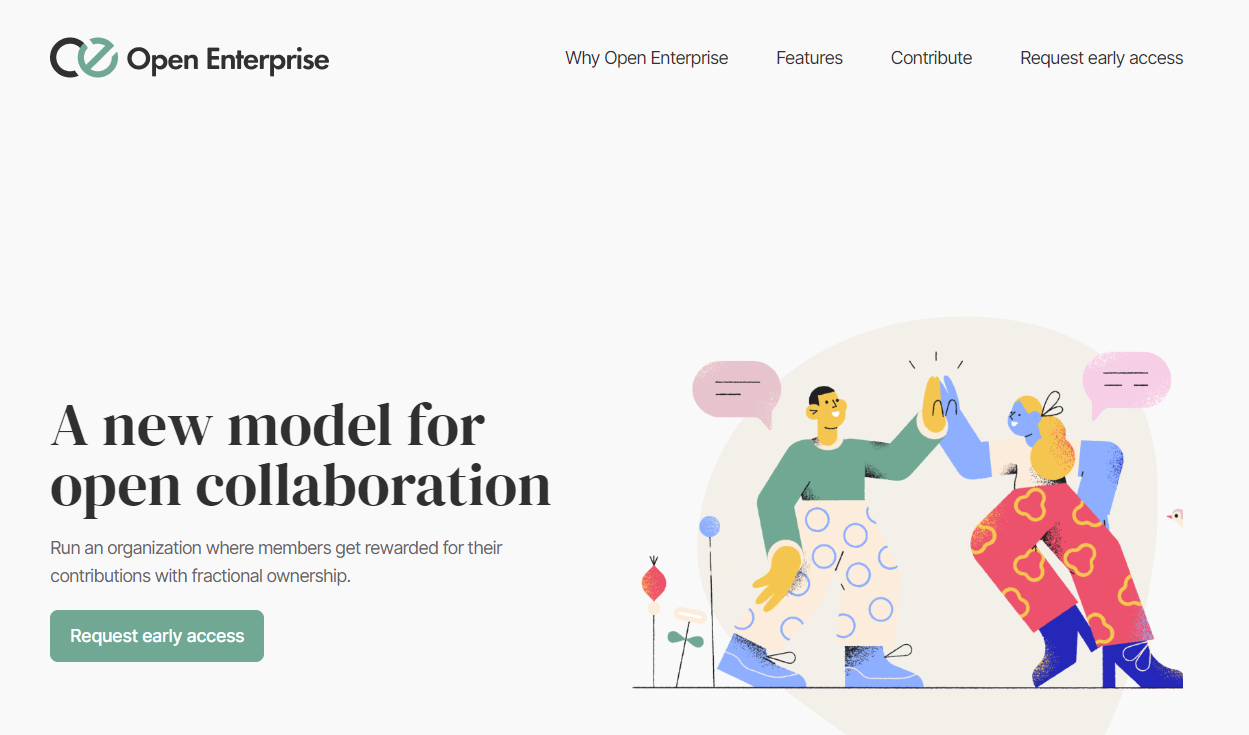 Open Enterprise
Why Open Enterprise
Features
Contribute
Request early access
A new model for
open collaboration
Run an organization where members get rewarded for their
contributions with fractional ownership.
Request early access